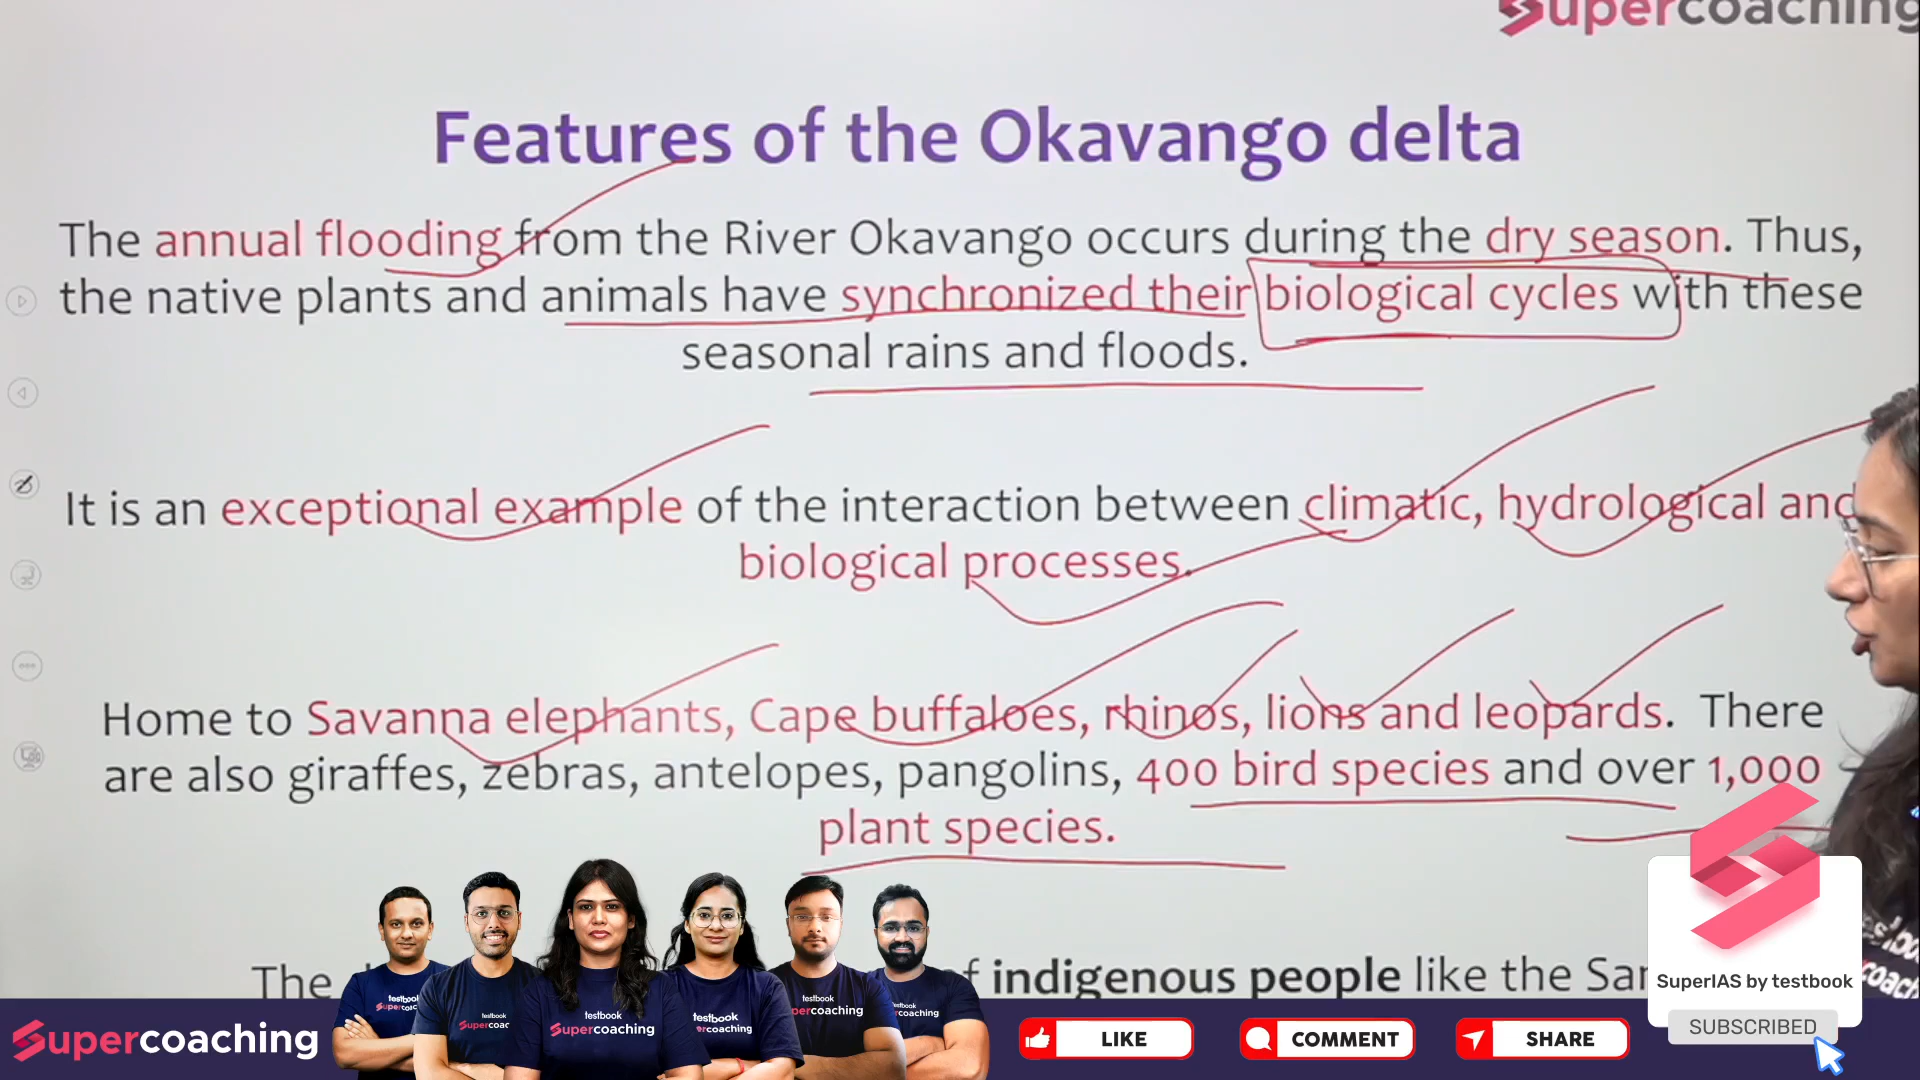 Supercoaching
Features of the Okavango delta
The annual flooding from the River Okavango occurs during the dry season. Thus,
the native plants and animals have synchronized their biological cycles with these
seasonal rains and floods.
It is an exceptional example of the interaction between climatic, hydrological and
biological processes.
Home to Savanna elephants, Cape buffaloes, rhinos, lions and leopards. There
are also giraffes, zebras, antelopes, pangolins, 400 bird species and over 1,000
plant species.
The of indigenous people like the San
SuperIAS by testbook
SUBSCRIBED
Supercoaching
testbook
Supercoaching
testbook
LIKE
COMMENT
SHARE